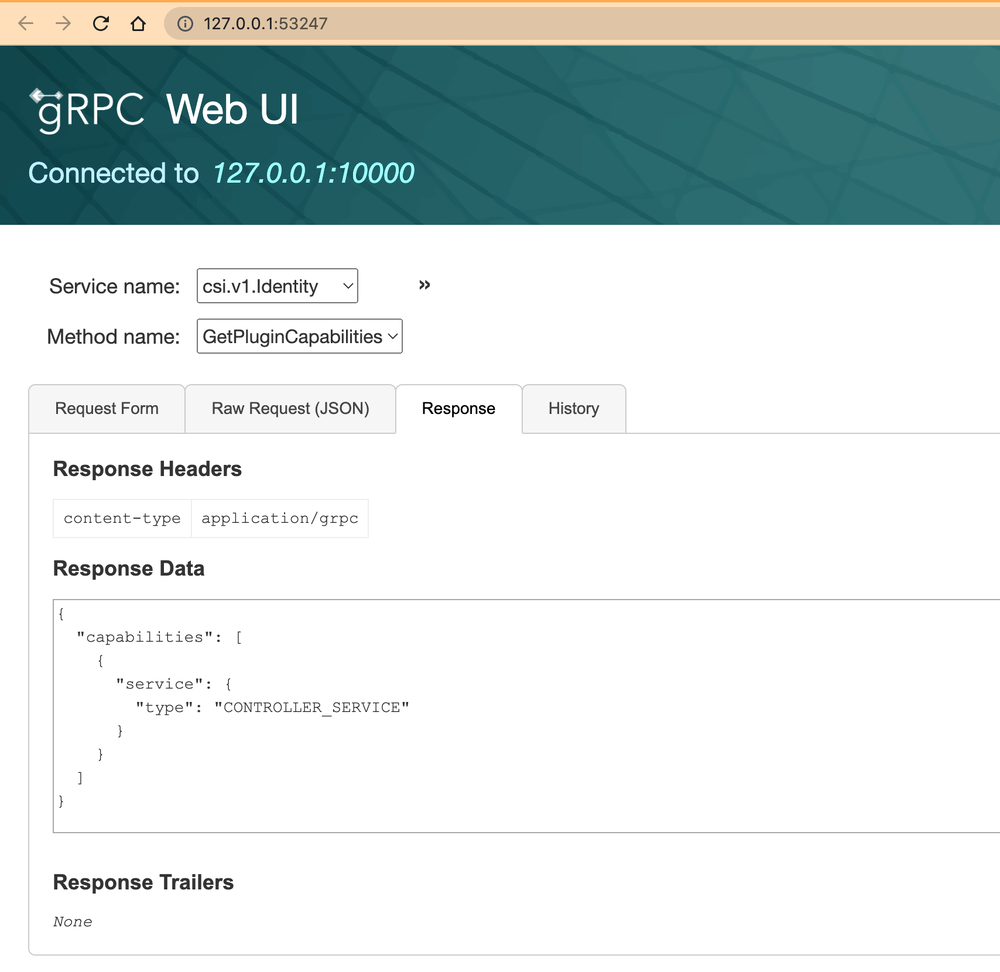 127.0.0.1:53247
gRPC Web UI
Connected to 127.0.0.1:10000
Service name: csi.v1.Identity »
Method name: GetPluginCapabilities
Request Form Raw Request (JSON) Response History
Response Headers
content-type application/grpc
Response Data
{
  "capabilities": [
    {
      "service": {
        "type": "CONTROLLER_SERVICE"
      }
    }
  ]
}
Response Trailers
None